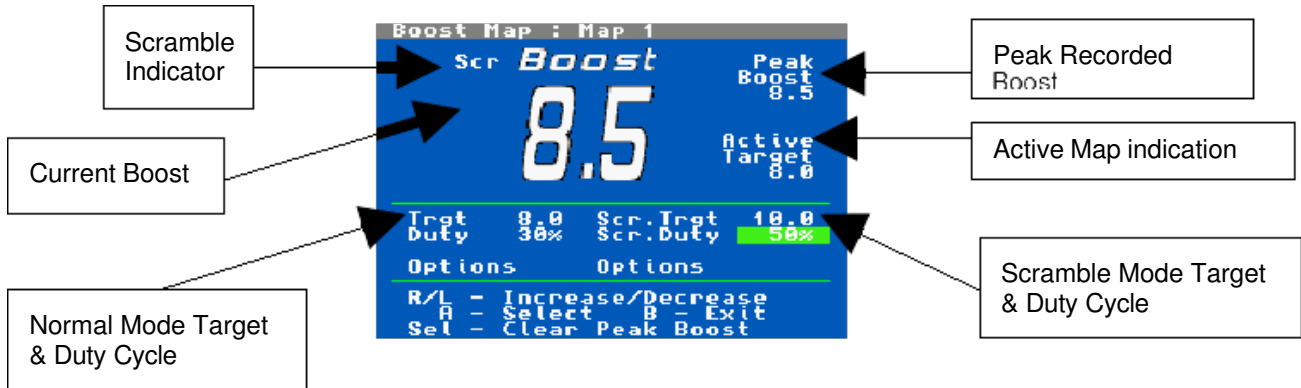 Scramble
Indicator
Current Boost
Normal Mode Target
& Duty Cycle
Boost Map : Map 1
Scr Boost
8.5
Peak
Boost
8.5
Active
Target
8.0
Trgt 8.0 Scr.Trgt 10.0
Duty 30% Scr.Duty 50%
Options Options
R/L - Increase/Decrease
A - Select B - Exit
Sel - Clear Peak Boost
Peak Recorded
Boost
Active Map indication
Scramble Mode Target
& Duty Cycle